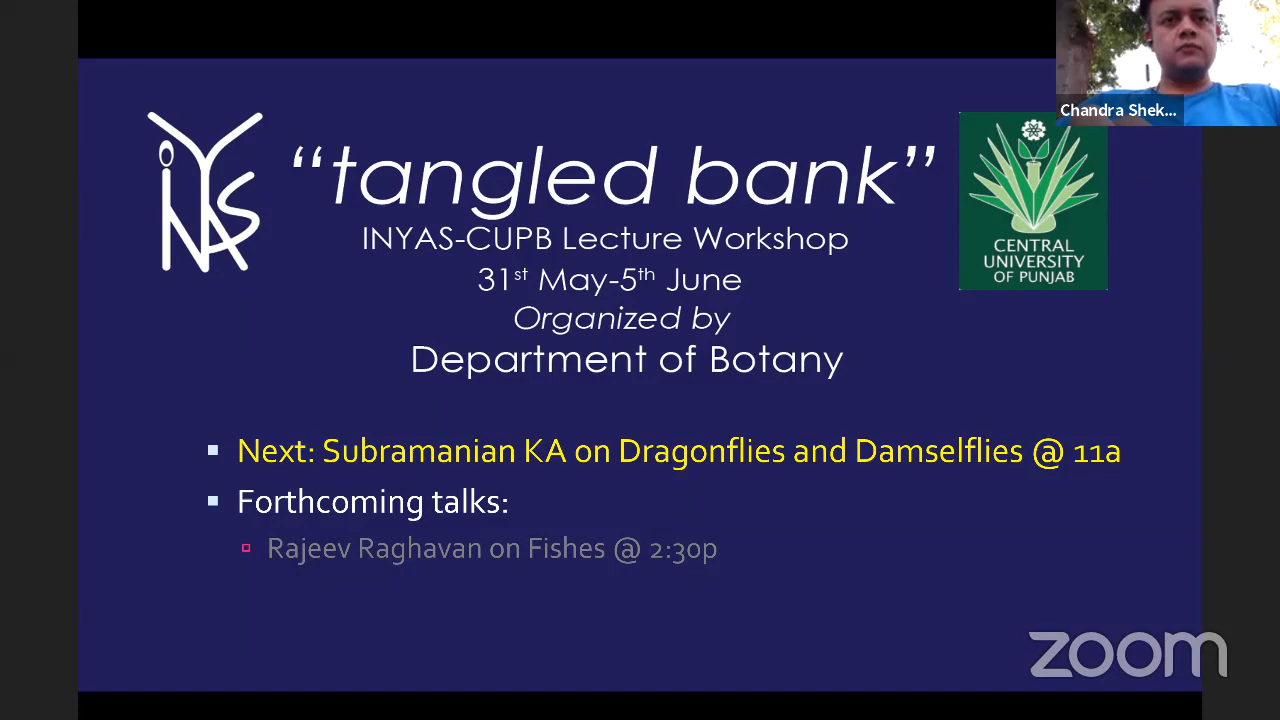 Chandra Shek...
INYAS
“tangled bank”
INYAS-CUPB Lecture Workshop
31st May-5th June
Organized by
Department of Botany
CENTRAL
UNIVERSITY
OF PUNJAB
Next: Subramanian KA on Dragonflies and Damselflies @ 11a
Forthcoming talks:
Rajeev Raghavan on Fishes @ 2:30p
zoom